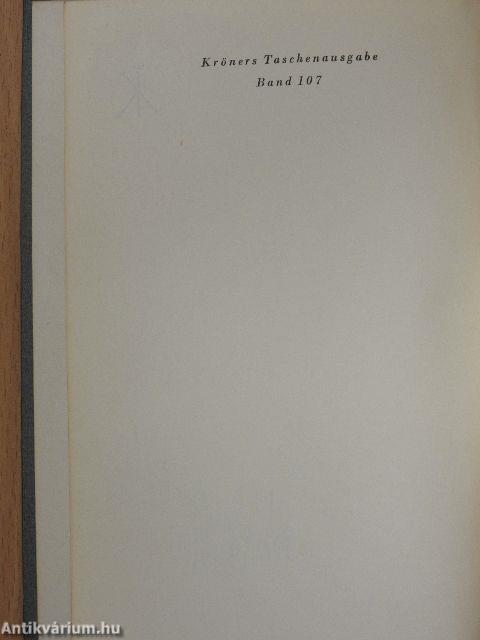 Kröners Taschenausgabe
Band 107
Antikvárium.hu